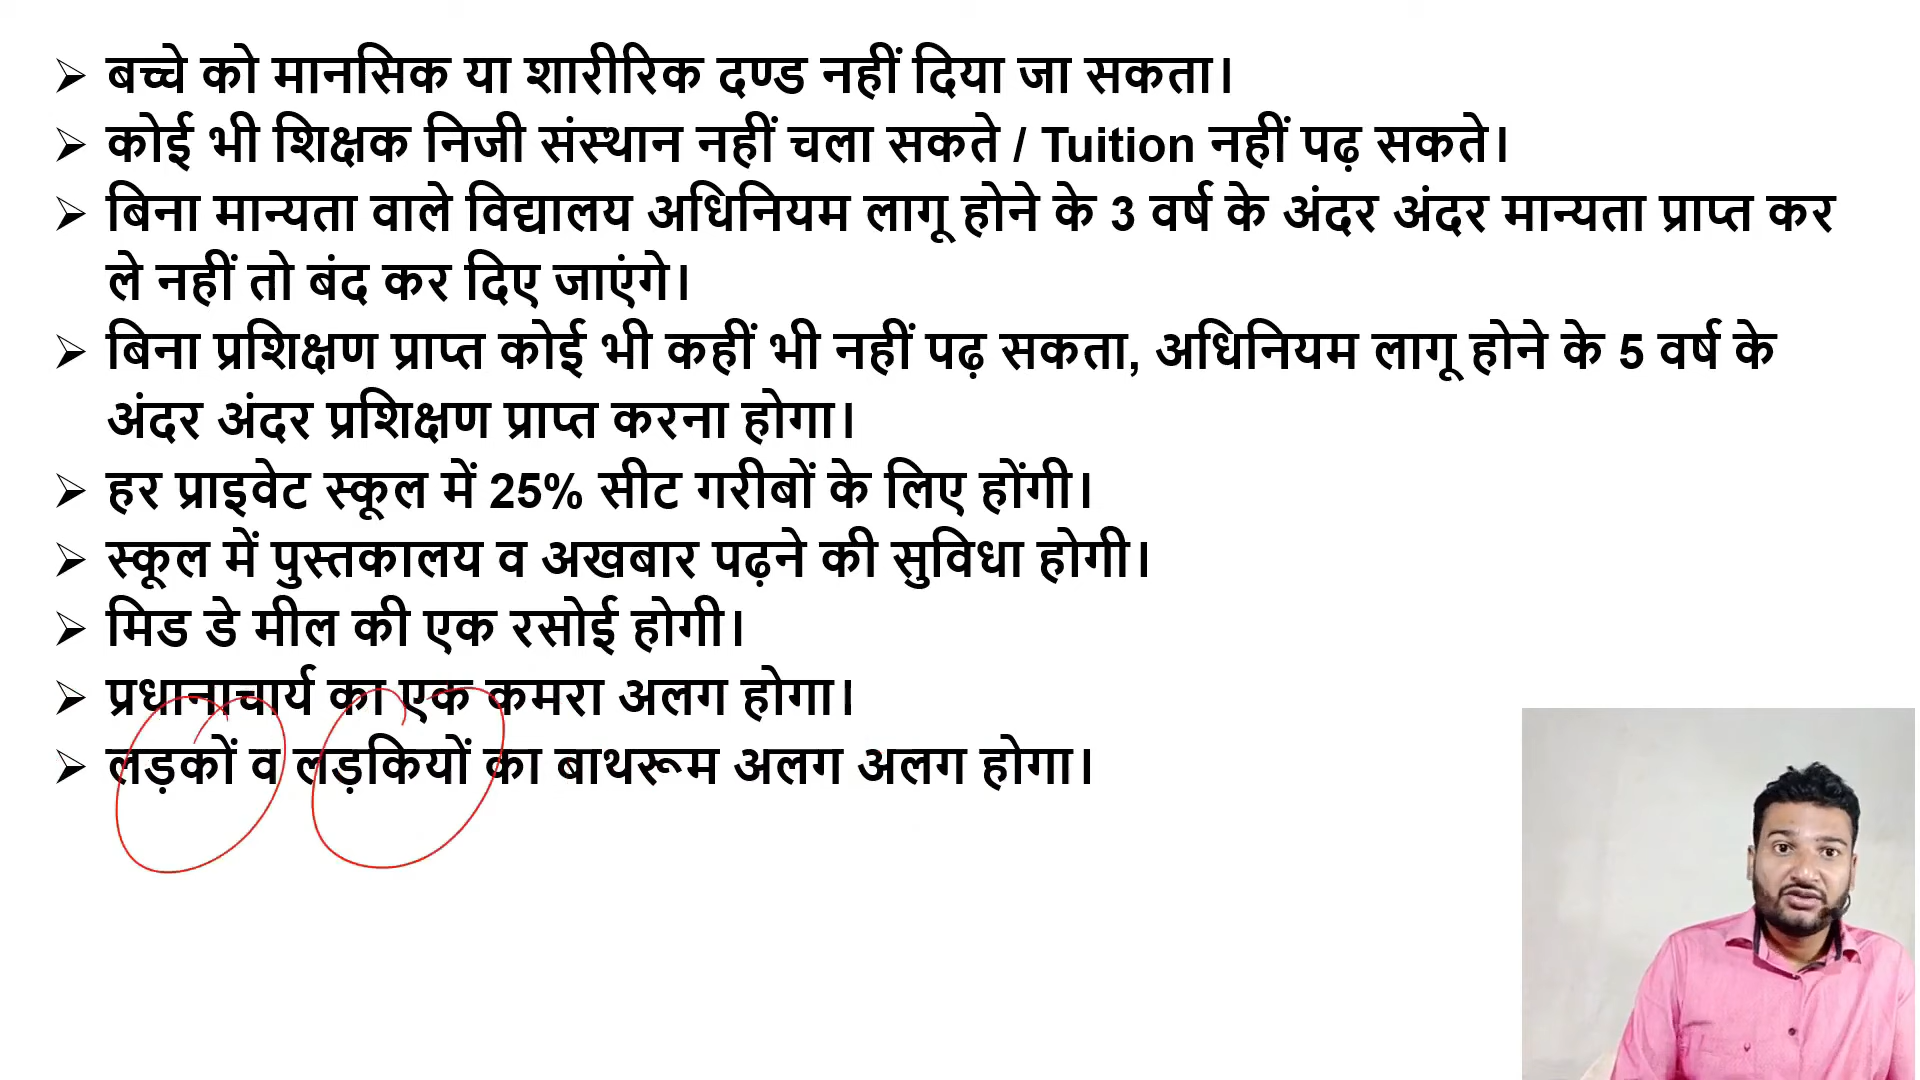 ➢ बच्चे को मानसिक या शारीरिक दण्ड नहीं दिया जा सकता।
➢ कोई भी शिक्षक निजी संस्थान नहीं चला सकते / Tuition नहीं पढ़ सकते।
➢ बिना मान्यता वाले विद्यालय अधिनियम लागू होने के 3 वर्ष के अंदर अंदर मान्यता प्राप्त कर
ले नहीं तो बंद कर दिए जाएंगे।
➢ बिना प्रशिक्षण प्राप्त कोई भी कहीं भी नहीं पढ़ सकता, अधिनियम लागू होने के 5 वर्ष के
अंदर अंदर प्रशिक्षण प्राप्त करना होगा।
➢ हर प्राइवेट स्कूल में 25% सीट गरीबों के लिए होंगी।
➢ स्कूल में पुस्तकालय व अखबार पढ़ने की सुविधा होगी।
➢ मिड डे मील की एक रसोई होगी।
➢ प्रधानाचार्य का एक कमरा अलग होगा।
➢ लड़कों व लड़कियों का बाथरूम अलग अलग होगा।